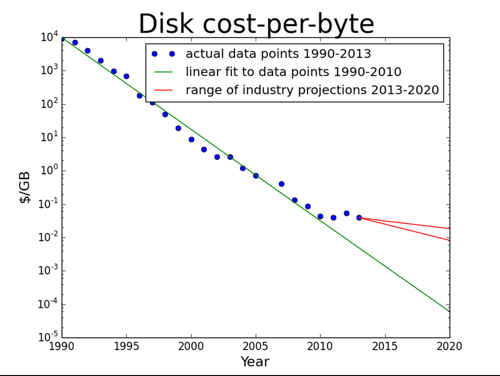 Disk cost-per-byte
actual data points 1990-2013
linear fit to data points 1990-2010
range of industry projections 2013-2020
$/GB
10^4
10^3
10^2
10^1
10^0
10^-1
10^-2
10^-3
10^-4
10^-5
1990 1995 2000 2005 2010 2015 2020
Year